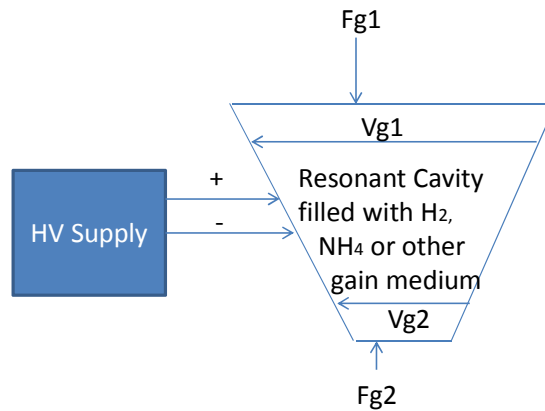 Fg1
Vg1
+
-
HV Supply
Resonant Cavity
filled with H2,
NH4 or other
gain medium
Vg2
Fg2